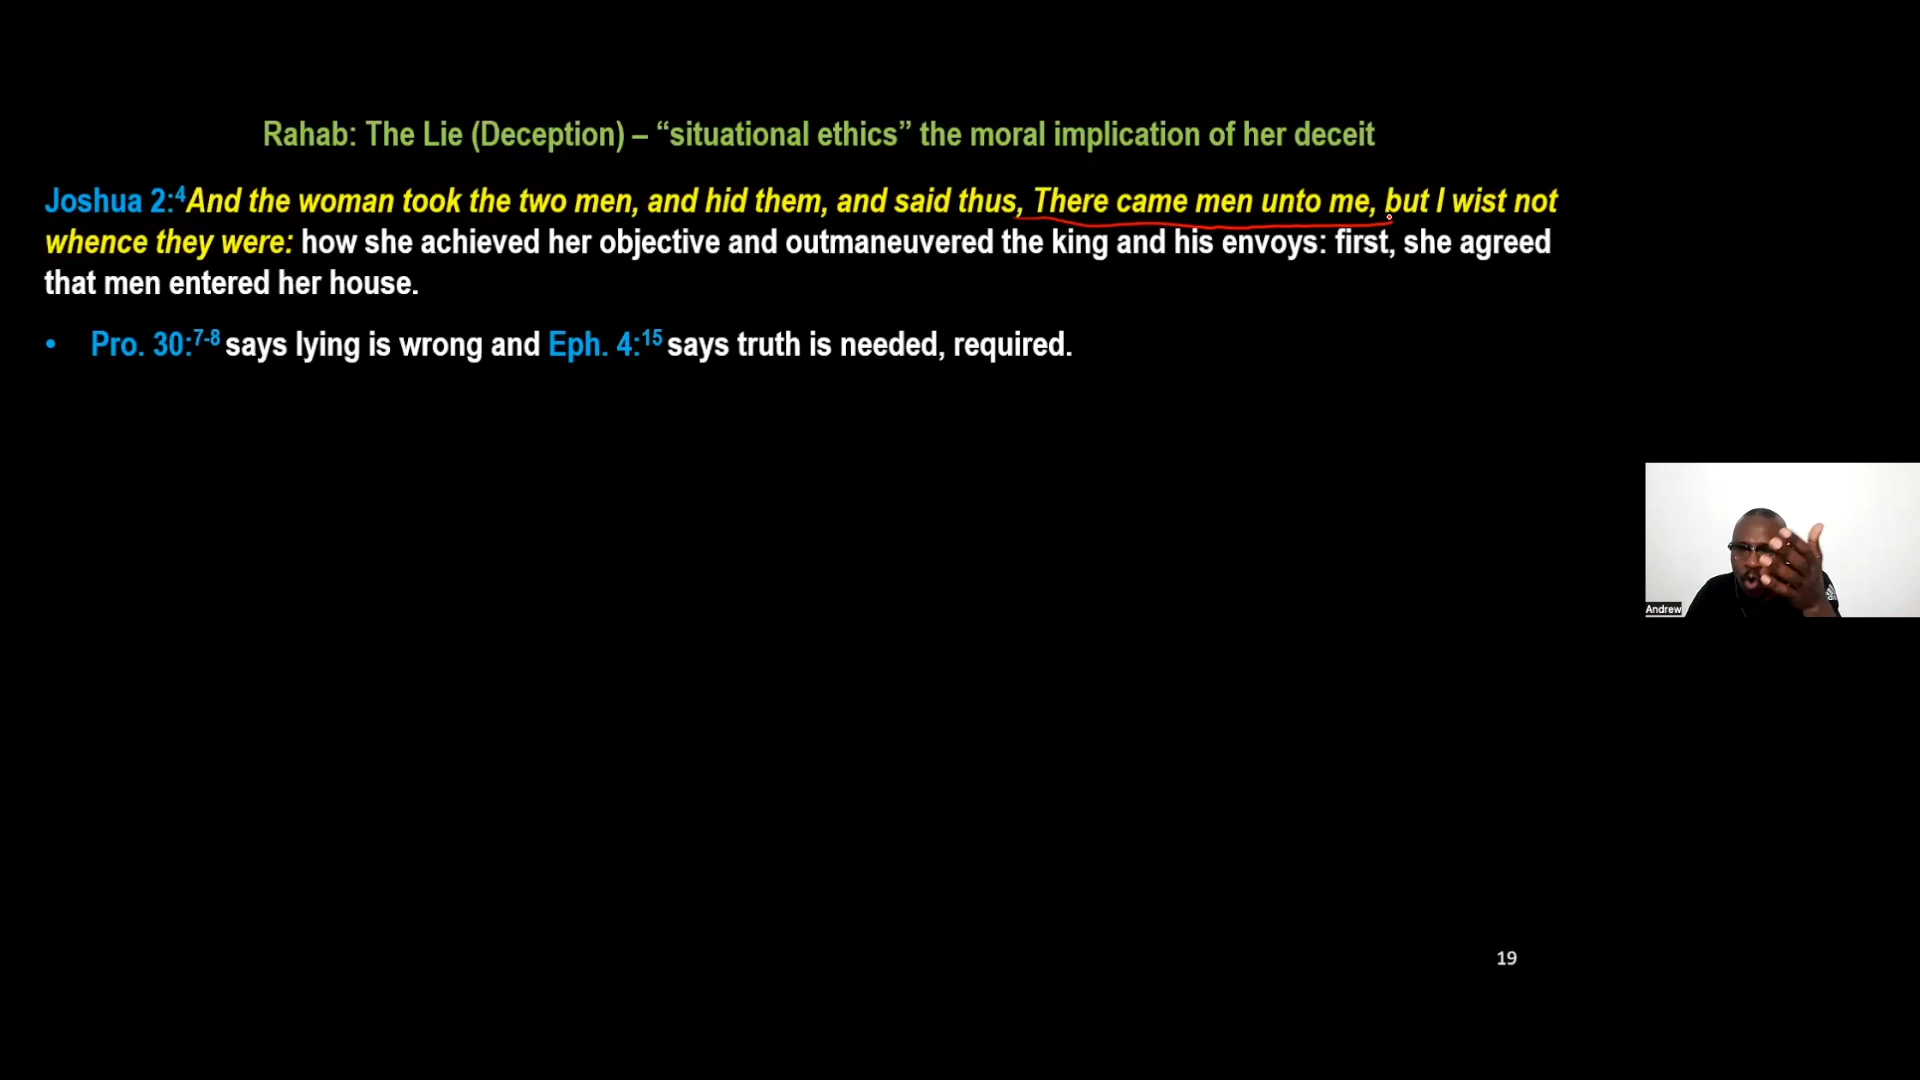 Rahab: The Lie (Deception) – “situational ethics” the moral implication of her deceit
Joshua 2:4And the woman took the two men, and hid them, and said thus, There came men unto me, but I wist not
whence they were: how she achieved her objective and outmaneuvered the king and his envoys: first, she agreed
that men entered her house.
• Pro. 30:7-8 says lying is wrong and Eph. 4:15 says truth is needed, required.
Andrew
19